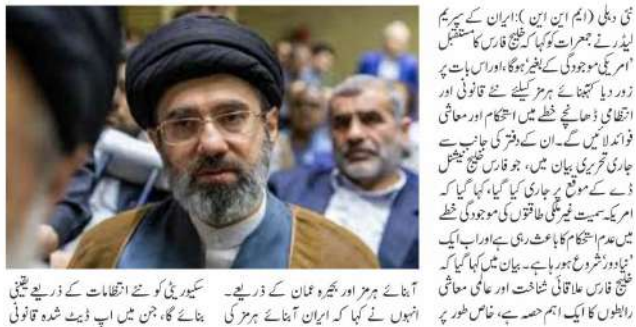 نئی دہلی (ایم این این ):ایران کے سپریم
لیڈر نے جمعرات کو کہا کہ خلیج فارس کا مستقبل
'امریکی موجودگی کے بغیر' ہوگا، اور اس بات پر
زور دیا کہ آبنائے ہرمز کیلئے نئے قانونی اور
انتظامی ڈھانچے خطے میں استحکام اور معاشی
فوائد لائیں گے۔ ان کے دفتر کی جانب سے
جاری تحریری بیان میں، جو فارس خلیج نیشنل
ڈے کے موقع پر جاری کیا گیا، کہا گیا کہ
امریکہ سمیت غیر ملکی طاقتوں کی موجودگی خطے
میں عدم استحکام کا باعث رہی ہے اور اب ایک
'نیا دور' شروع ہو رہا ہے۔ بیان میں کہا گیا کہ
خلیج فارس علاقائی شناخت اور عالمی معاشی
رابطوں کا ایک اہم حصہ ہے، خاص طور پر
آبنائے ہرمز اور بحیرہ عمان کے ذریعے۔
انہوں نے کہا کہ ایران آبنائے ہرمز کی
سکیورٹی کو نئے انتظامات کے ذریعے یقینی
بنائے گا، جن میں اپ ڈیٹ شدہ قانونی